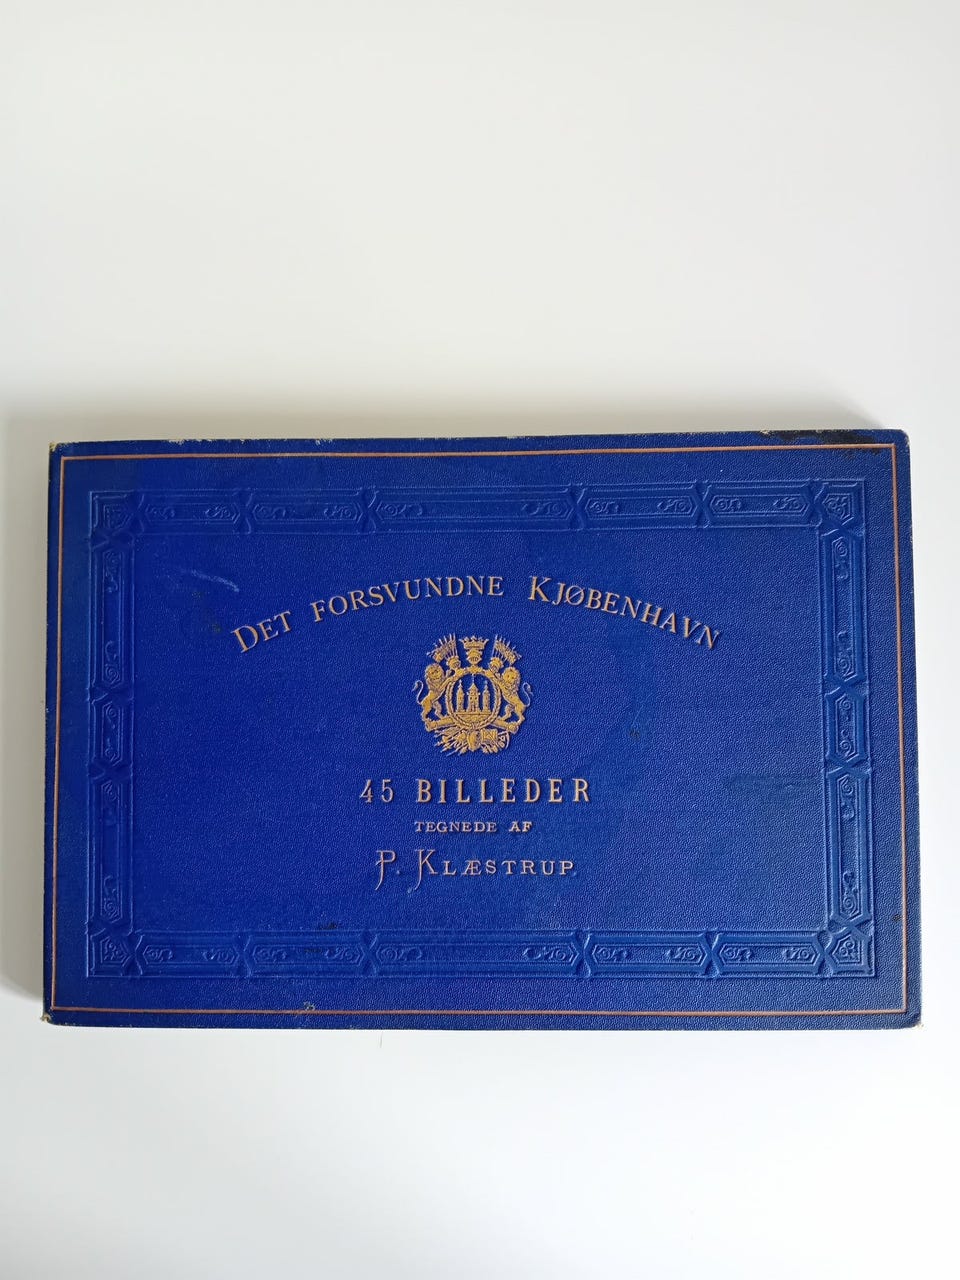 Det forsvundne Kjøbenhavn
45 BILLEDER
TEGNEDE AF
P. Klæstrup.